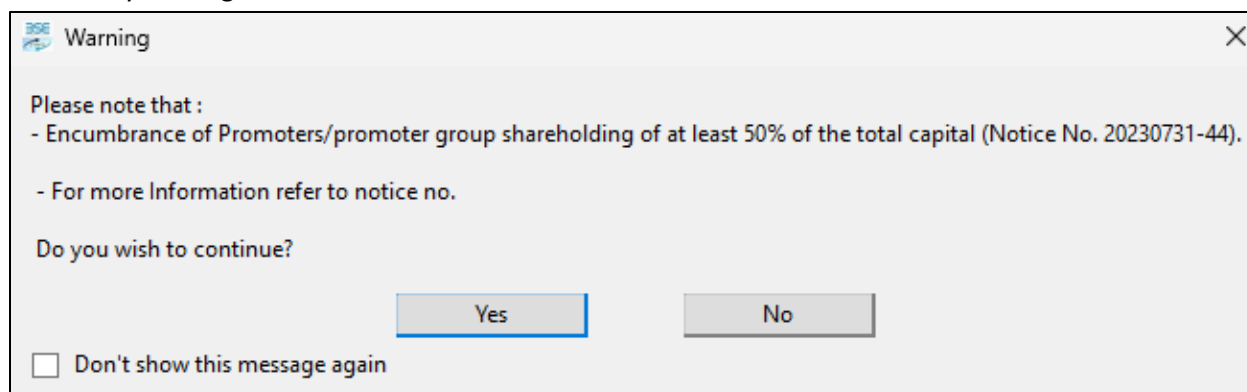 BSE
Warning
Please note that :
- Encumbrance of Promoters/promoter group shareholding of at least 50% of the total capital (Notice No. 20230731-44).
- For more Information refer to notice no.
Do you wish to continue?
Yes
No
Don't show this message again